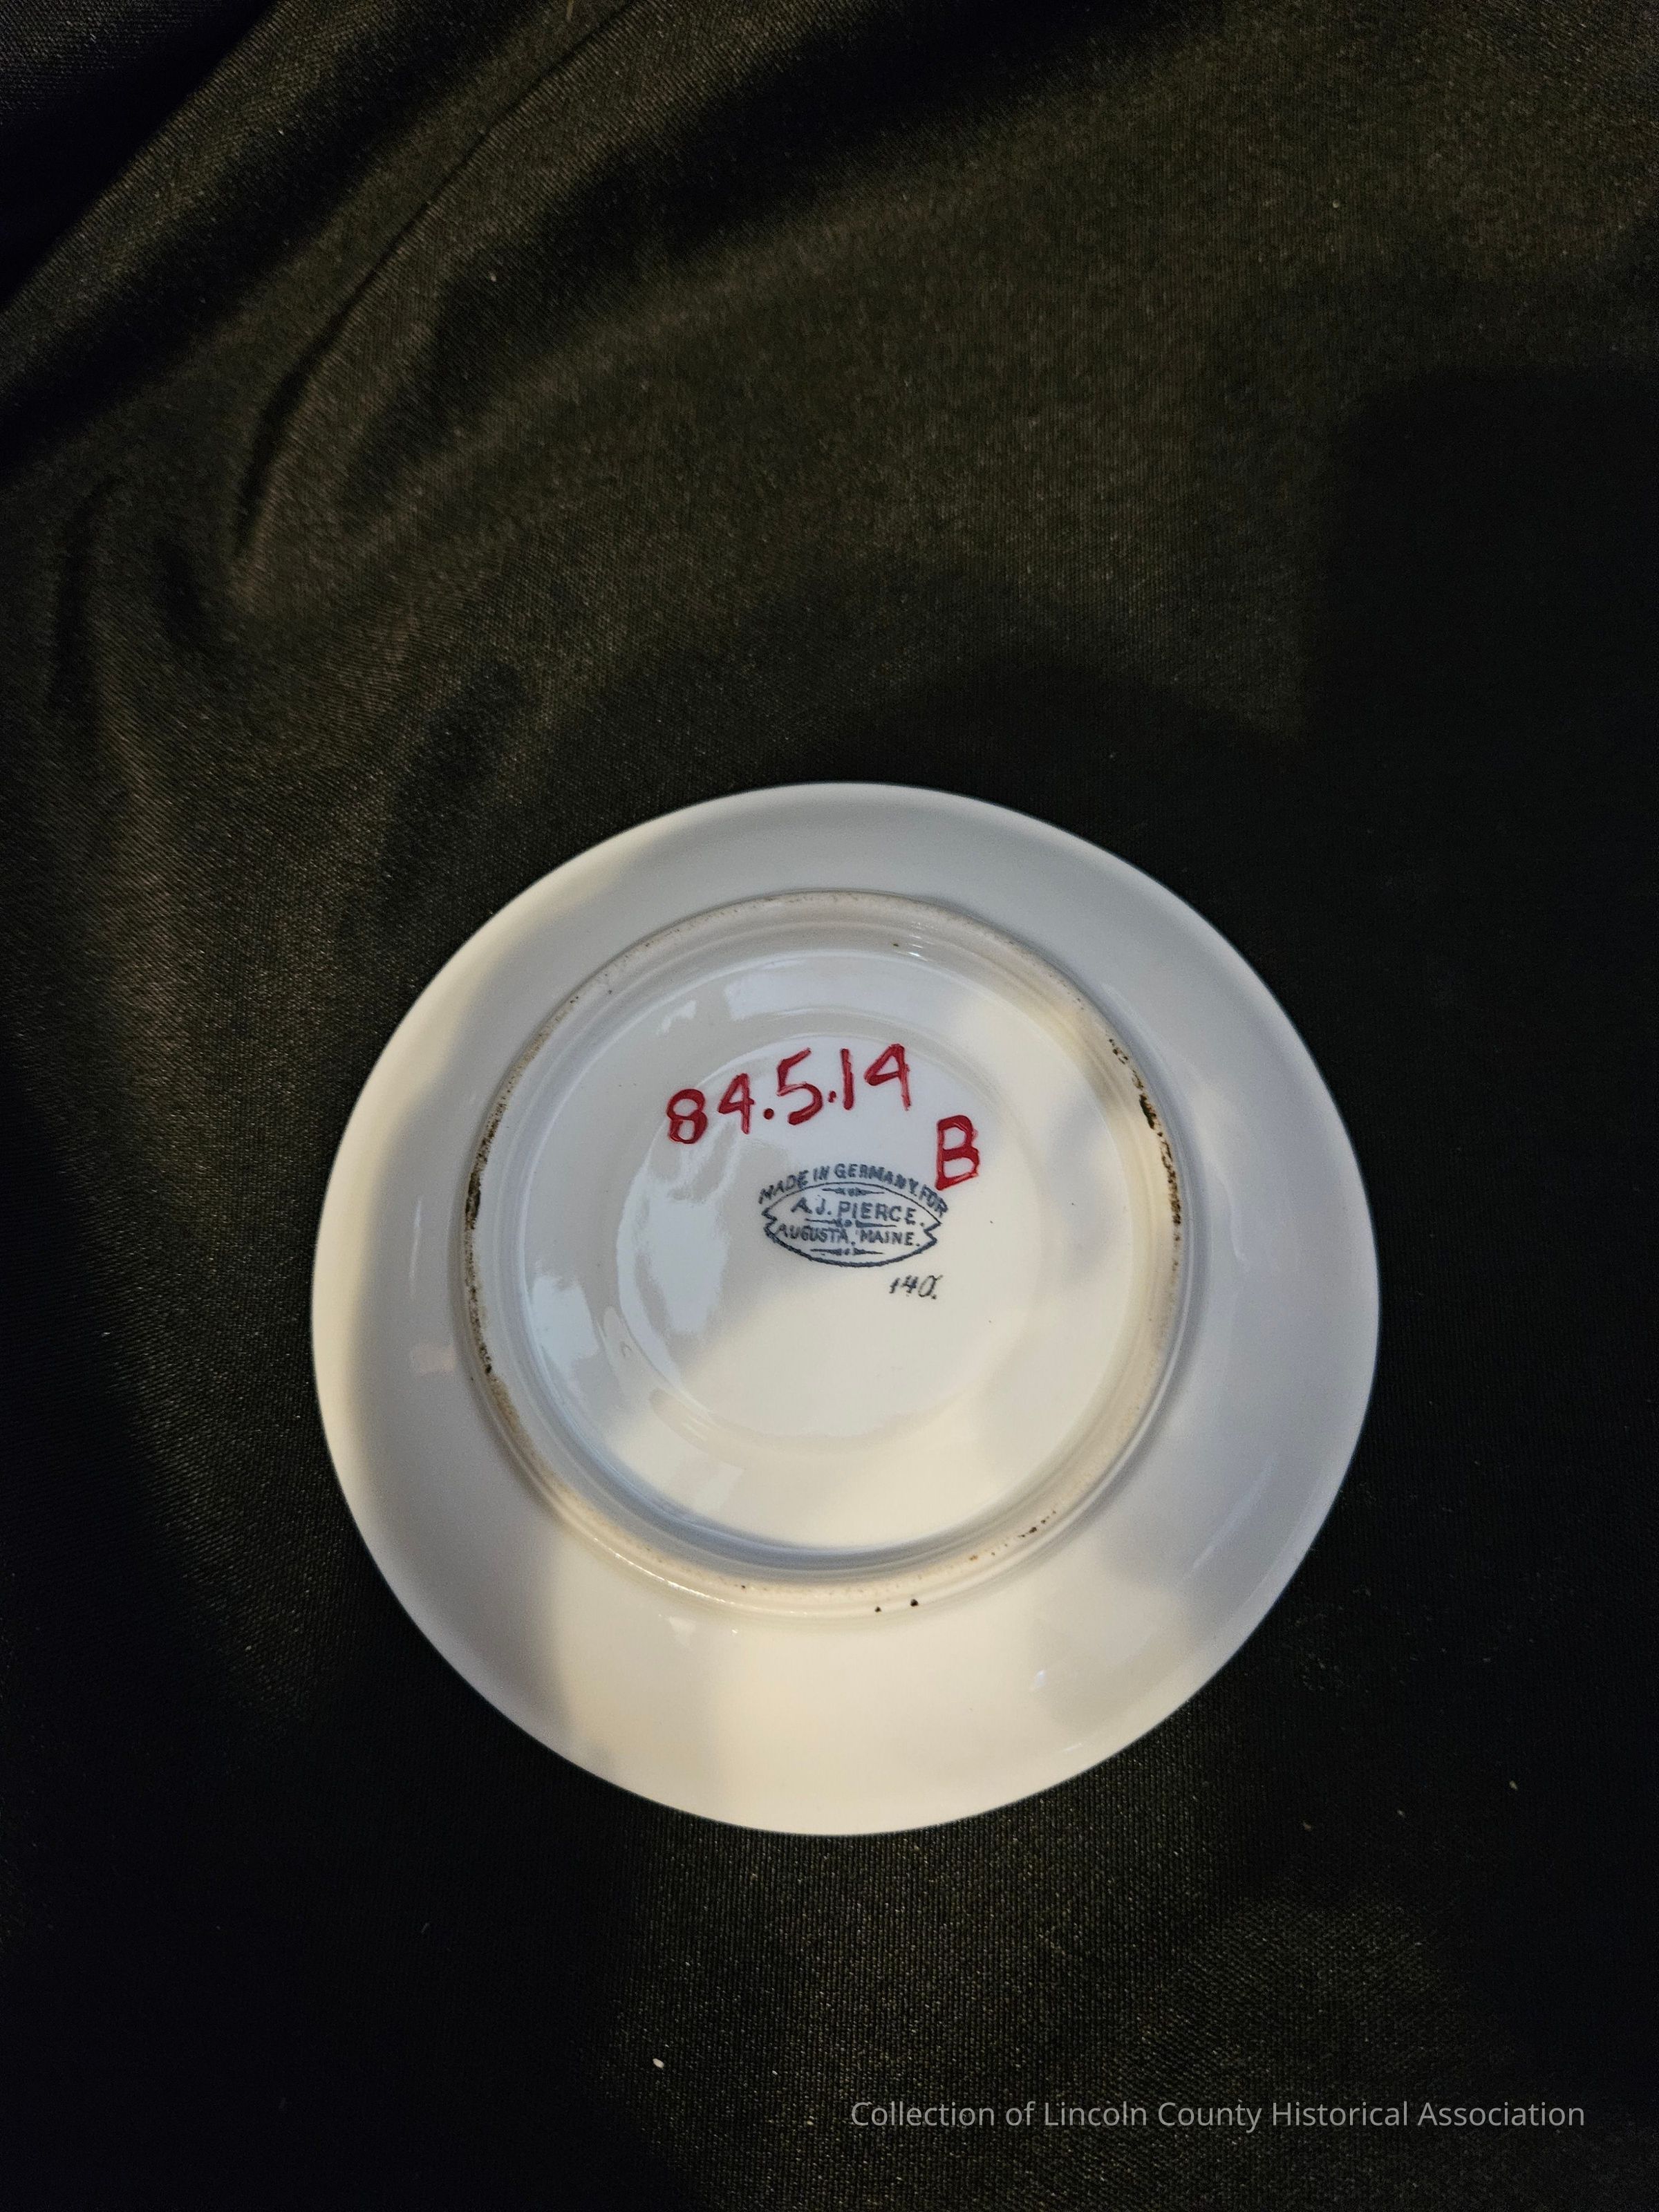 84.5.14
B
MADE IN GERMANY. FOR
A.J. PIERCE.
AUGUSTA, MAINE.
140.
Collection of Lincoln County Historical Association